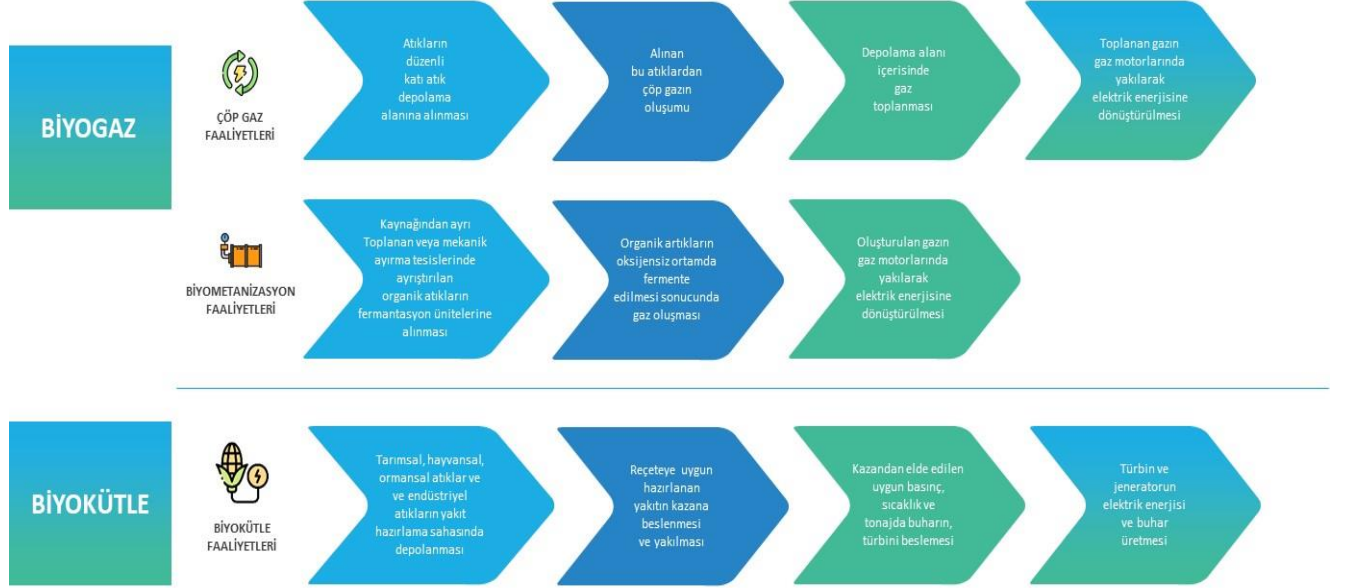 BİYOGAZ
ÇÖP GAZ
FAALİYETLERİ
Atıkların
düzenli
katı atık
depolama
alanına alınması
Alınan
bu atıklardan
çöp gazın
oluşumu
Depolama alanı
içerisinde
gaz
toplanması
Toplanan gazın
gaz motorlarında
yakılarak
elektrik enerjisine
dönüştürülmesi
BİYOMETANİZASYON
FAALİYETLERİ
Kaynağından ayrı
Toplanan veya mekanik
ayırma tesislerinde
ayrıştırılan
organik atıkların
fermantasyon ünitelerine
alınması
Organik artıkların
oksijensiz ortamda
fermente
edilmesi sonucunda
gaz oluşması
Oluşturulan gazın
gaz motorlarında
yakılarak
elektrik enerjisine
dönüştürülmesi
BİYOKÜTLE
BİYOKÜTLE
FAALİYETLERİ
Tarımsal, hayvansal,
ormansal atıklar ve
ve endüstriyel
atıkların yakıt
hazırlama sahasında
depolanması
Reçeteye uygun
hazırlanan
yakıtın kazana
beslenmesi
ve yakılması
Kazandan elde edilen
uygun basınç,
sıcaklık ve
tonajda buharın,
türbini beslemesi
Türbin ve
jeneratorun
elektrik enerjisi
ve buhar
üretmesi